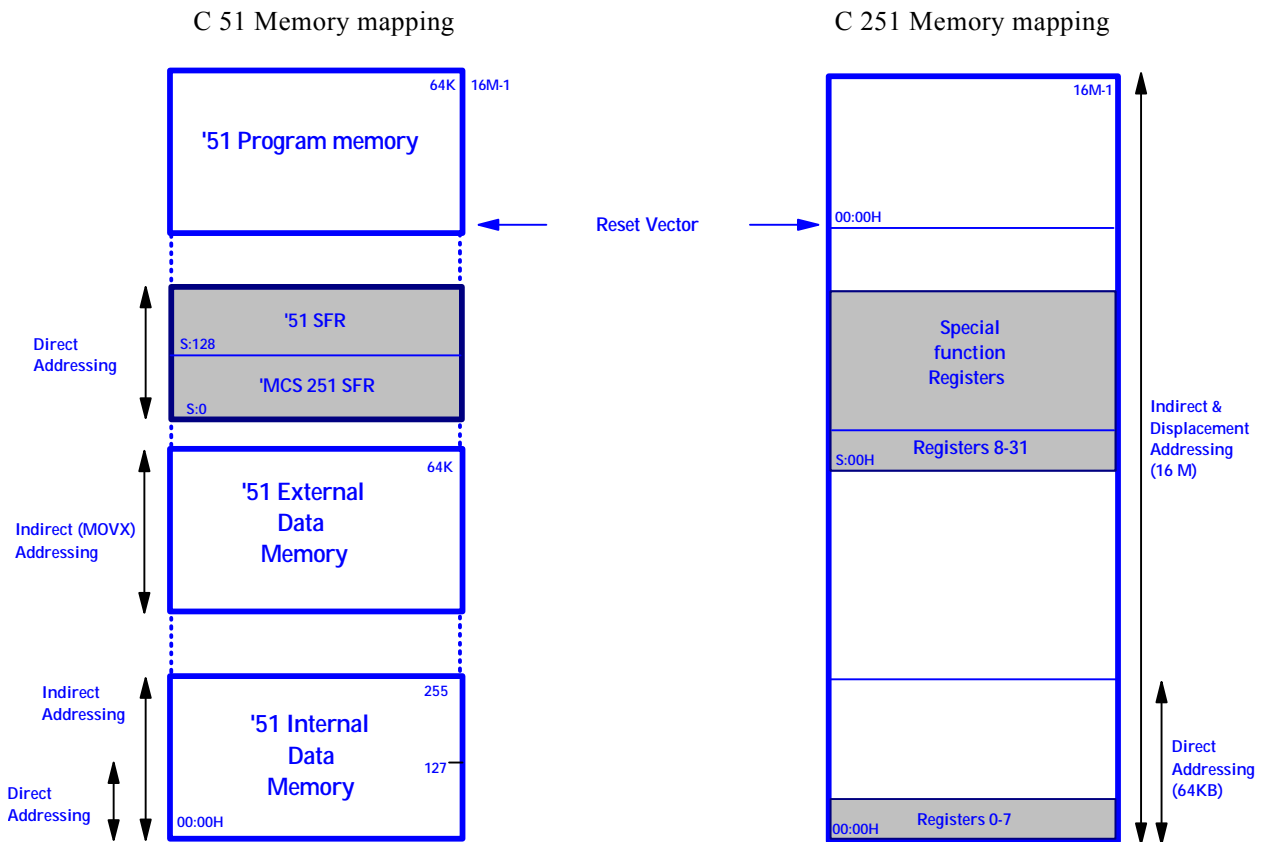 C 51 Memory mapping
C 251 Memory mapping
64K
16M-1
'51 Program memory
Reset Vector
Direct
Addressing
'51 SFR
S:128
'MCS 251 SFR
S:0
Indirect (MOVX)
Addressing
64K
'51 External
Data
Memory
Indirect
Addressing
Direct
Addressing
255
'51 Internal
Data
Memory
127
00:00H
16M-1
00:00H
Special
function
Registers
Registers 8-31
S:00H
Indirect &
Displacement
Addressing
(16 M)
Direct
Addressing
(64KB)
Registers 0-7
00:00H